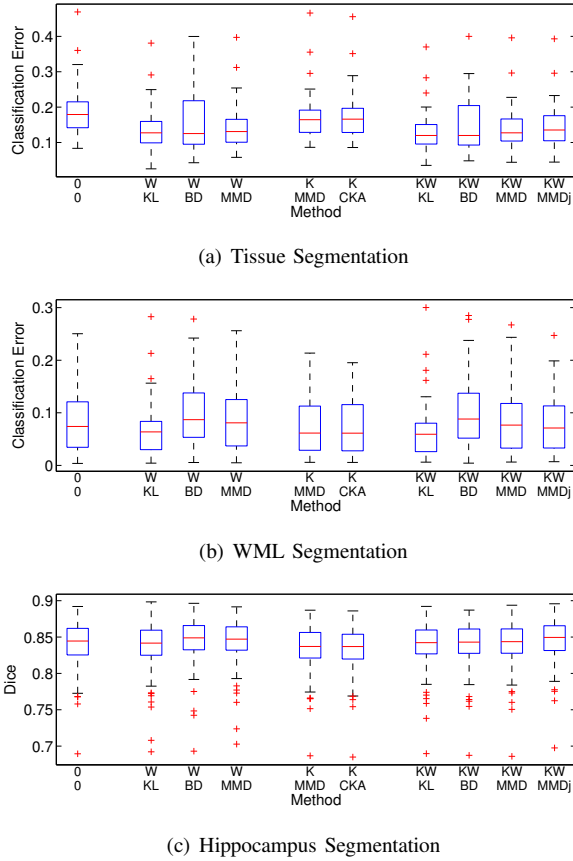 0.4
0.3
0.2
0.1
Classification Error
0 W W W K K KW KW KW KW
0 KL BD MMD MMD CKA KL BD MMD MMDj
Method
(a) Tissue Segmentation
0.3
0.2
0.1
0
Classification Error
0 W W W K K KW KW KW KW
0 KL BD MMD MMD CKA KL BD MMD MMDj
Method
(b) WML Segmentation
0.9
0.85
0.8
0.75
0.7
Dice
0 W W W K K KW KW KW KW
0 KL BD MMD MMD CKA KL BD MMD MMDj
Method
(c) Hippocampus Segmentation